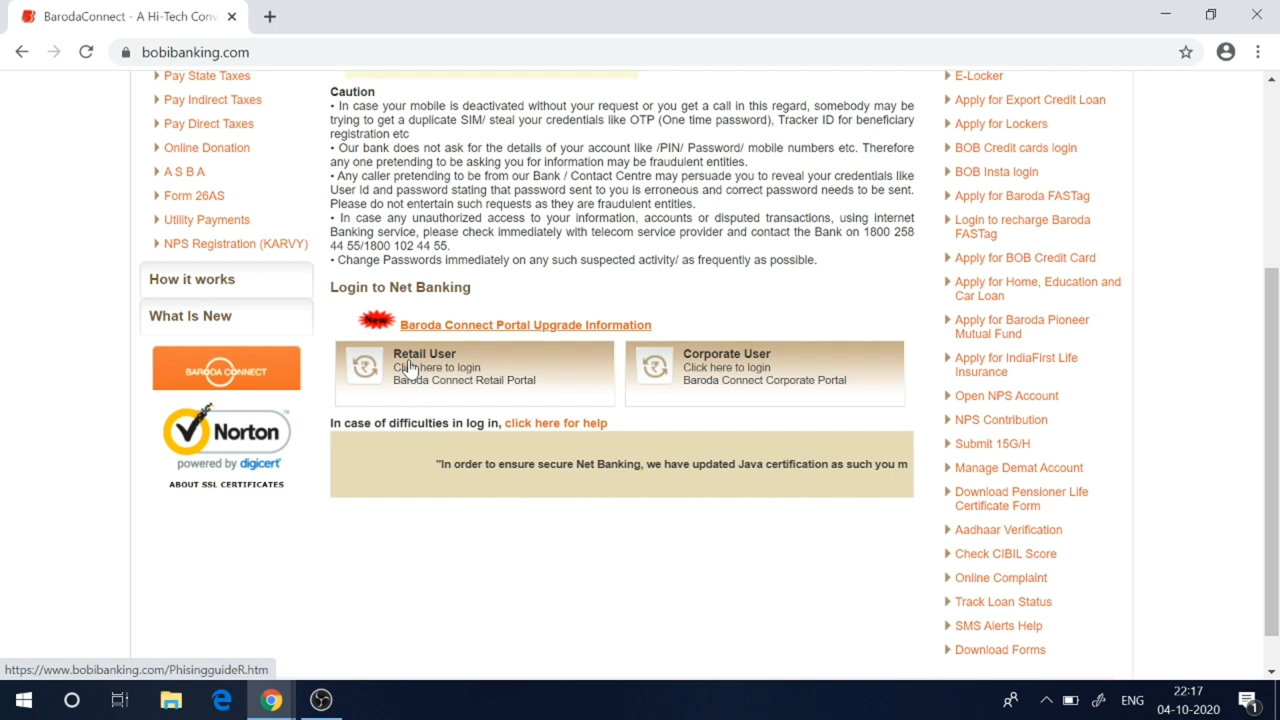 BarodaConnect - A Hi-Tech Conv
bobibanking.com
Pay State Taxes
Pay Indirect Taxes
Pay Direct Taxes
Online Donation
A S B A
Form 26AS
Utility Payments
NPS Registration (KARVY)
How it works
What Is New
BARODA CONNECT
Norton
powered by digicert
ABOUT SSL CERTIFICATES
Caution
• In case your mobile is deactivated without your request or you get a call in this regard, somebody may be
trying to get a duplicate SIM/ steal your credentials like OTP (One time password), Tracker ID for beneficiary
registration etc
• Our bank does not ask for the details of your account like /PIN/ Password/ mobile numbers etc. Therefore
any one pretending to be asking you for information may be fraudulent entities.
• Any caller pretending to be from our Bank / Contact Centre may persuade you to reveal your credentials like
User Id and password stating that password sent to you is erroneous and correct password needs to be sent.
Please do not entertain such requests as they are fraudulent entities.
• In case any unauthorized access to your information, accounts or disputed transactions, using internet
Banking service, please check immediately with telecom service provider and contact the Bank on 1800 258
44 55/1800 102 44 55.
• Change Passwords immediately on any such suspected activity/ as frequently as possible.
Login to Net Banking
New
Baroda Connect Portal Upgrade Information
Retail User
Click here to login
Baroda Connect Retail Portal
Corporate User
Click here to login
Baroda Connect Corporate Portal
In case of difficulties in log in, click here for help
"In order to ensure secure Net Banking, we have updated Java certification as such you m
E-Locker
Apply for Export Credit Loan
Apply for Lockers
BOB Credit cards login
BOB Insta login
Apply for Baroda FASTag
Login to recharge Baroda
FASTag
Apply for BOB Credit Card
Apply for Home, Education and
Car Loan
Apply for Baroda Pioneer
Mutual Fund
Apply for IndiaFirst Life
Insurance
Open NPS Account
NPS Contribution
Submit 15G/H
Manage Demat Account
Download Pensioner Life
Certificate Form
Aadhaar Verification
Check CIBIL Score
Online Complaint
Track Loan Status
SMS Alerts Help
Download Forms
https://www.bobibanking.com/PhisingguideR.htm
ENG
22:17
04-10-2020
1